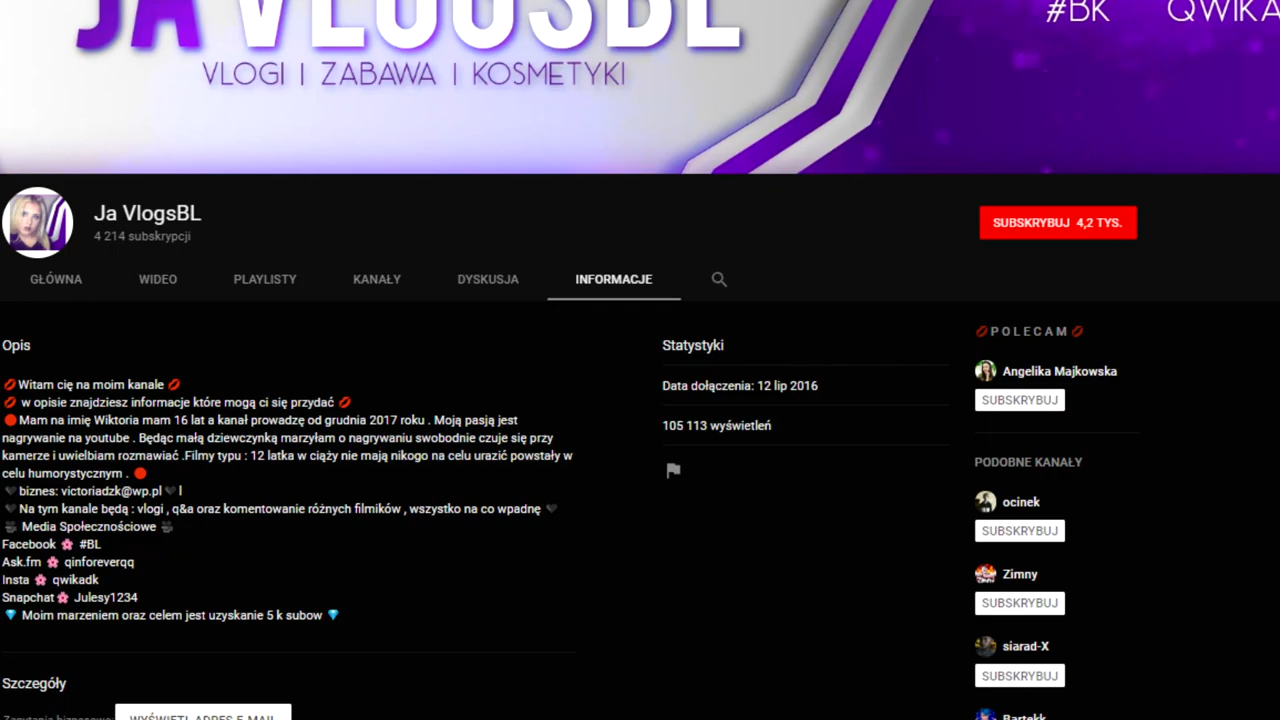 JA VLOGSBL
#BK QWIKA
VLOGI | ZABAWA | KOSMETYKI
Ja VlogsBL
4 214 subskrypcji
SUBSKRYBUJ 4,2 TYS.
GŁÓWNA WIDEO PLAYLISTY KANAŁY DYSKUSJA INFORMACJE
Opis
💋Witam cię na moim kanale 💋
💋 w opisie znajdziesz informacje które mogą ci się przydać 💋
🔴Mam na imię Wiktoria mam 16 lat a kanał prowadzę od grudnia 2017 roku . Moją pasją jest
nagrywanie na youtube . Będąc małą dziewczynką marzyłam o nagrywaniu swobodnie czuje się przy
kamerze i uwielbiam rozmawiać .Filmy typu : 12 latka w ciąży nie mają nikogo na celu urazić powstały w
celu humorystycznym . 🔴
🖤biznes: victoriadzk@wp.pl🖤l
🖤Na tym kanale będą : vlogi , q&a oraz komentowanie różnych filmików , wszystko na co wpadnę 🖤
🎥 Media Społecznościowe 🎥
Facebook 🌸 #BL
Ask.fm 🌸 qinforeverqq
Insta 🌸 qwikadk
Snapchat🌸 Julesy1234
💎 Moim marzeniem oraz celem jest uzyskanie 5 k subow 💎
Szczegóły
Zapytania biznesowe: WYŚWIETL ADRES E-MAIL
Statystyki
Data dołączenia: 12 lip 2016
105 113 wyświetleń
💋P O L E C A M💋
Angelika Majkowska
SUBSKRYBUJ
PODOBNE KANAŁY
ocinek
SUBSKRYBUJ
Zimny
SUBSKRYBUJ
siarad-X
SUBSKRYBUJ
Bartekk